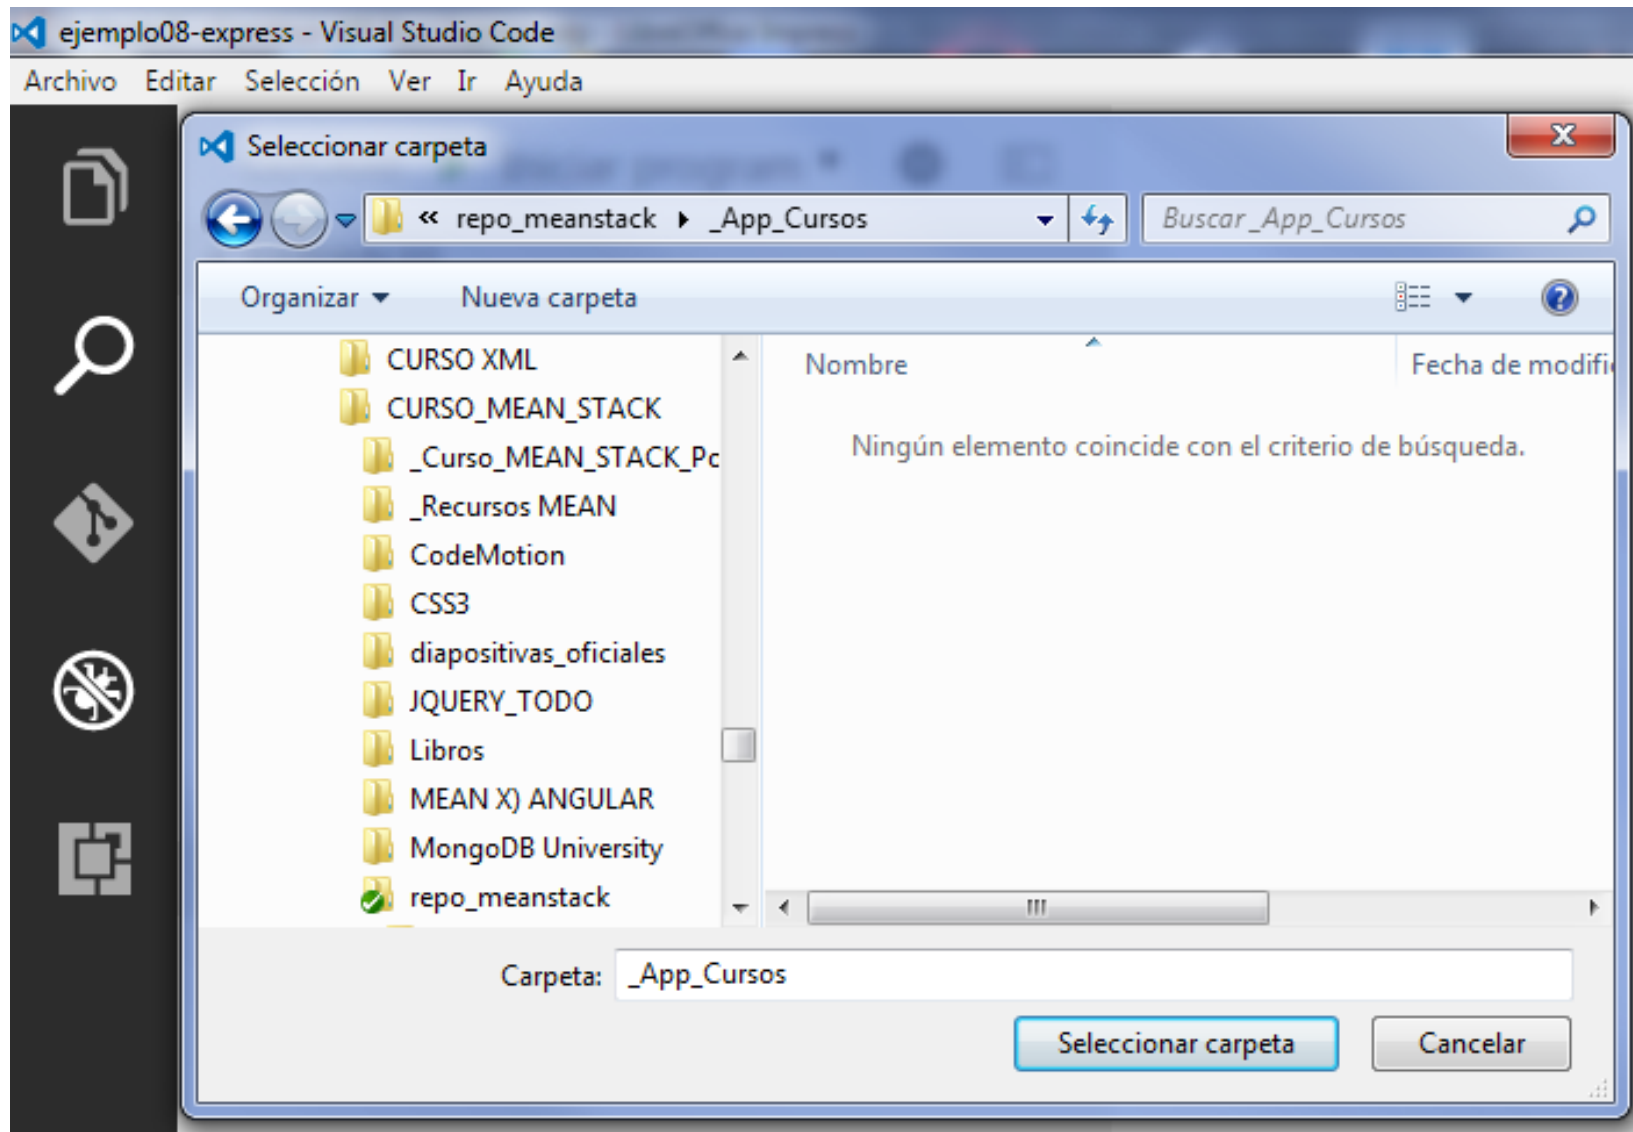 ejemplo08-express - Visual Studio Code
Archivo Editar Selección Ver Ir Ayuda
Seleccionar carpeta
« repo_meanstack ▸ _App_Cursos
Buscar _App_Cursos
Organizar Nueva carpeta
CURSO XML
CURSO_MEAN_STACK
_Curso_MEAN_STACK_Pc
_Recursos MEAN
CodeMotion
CSS3
diapositivas_oficiales
JQUERY_TODO
Libros
MEAN X) ANGULAR
MongoDB University
repo_meanstack
Nombre Fecha de modifi
Ningún elemento coincide con el criterio de búsqueda.
Carpeta: _App_Cursos
Seleccionar carpeta Cancelar